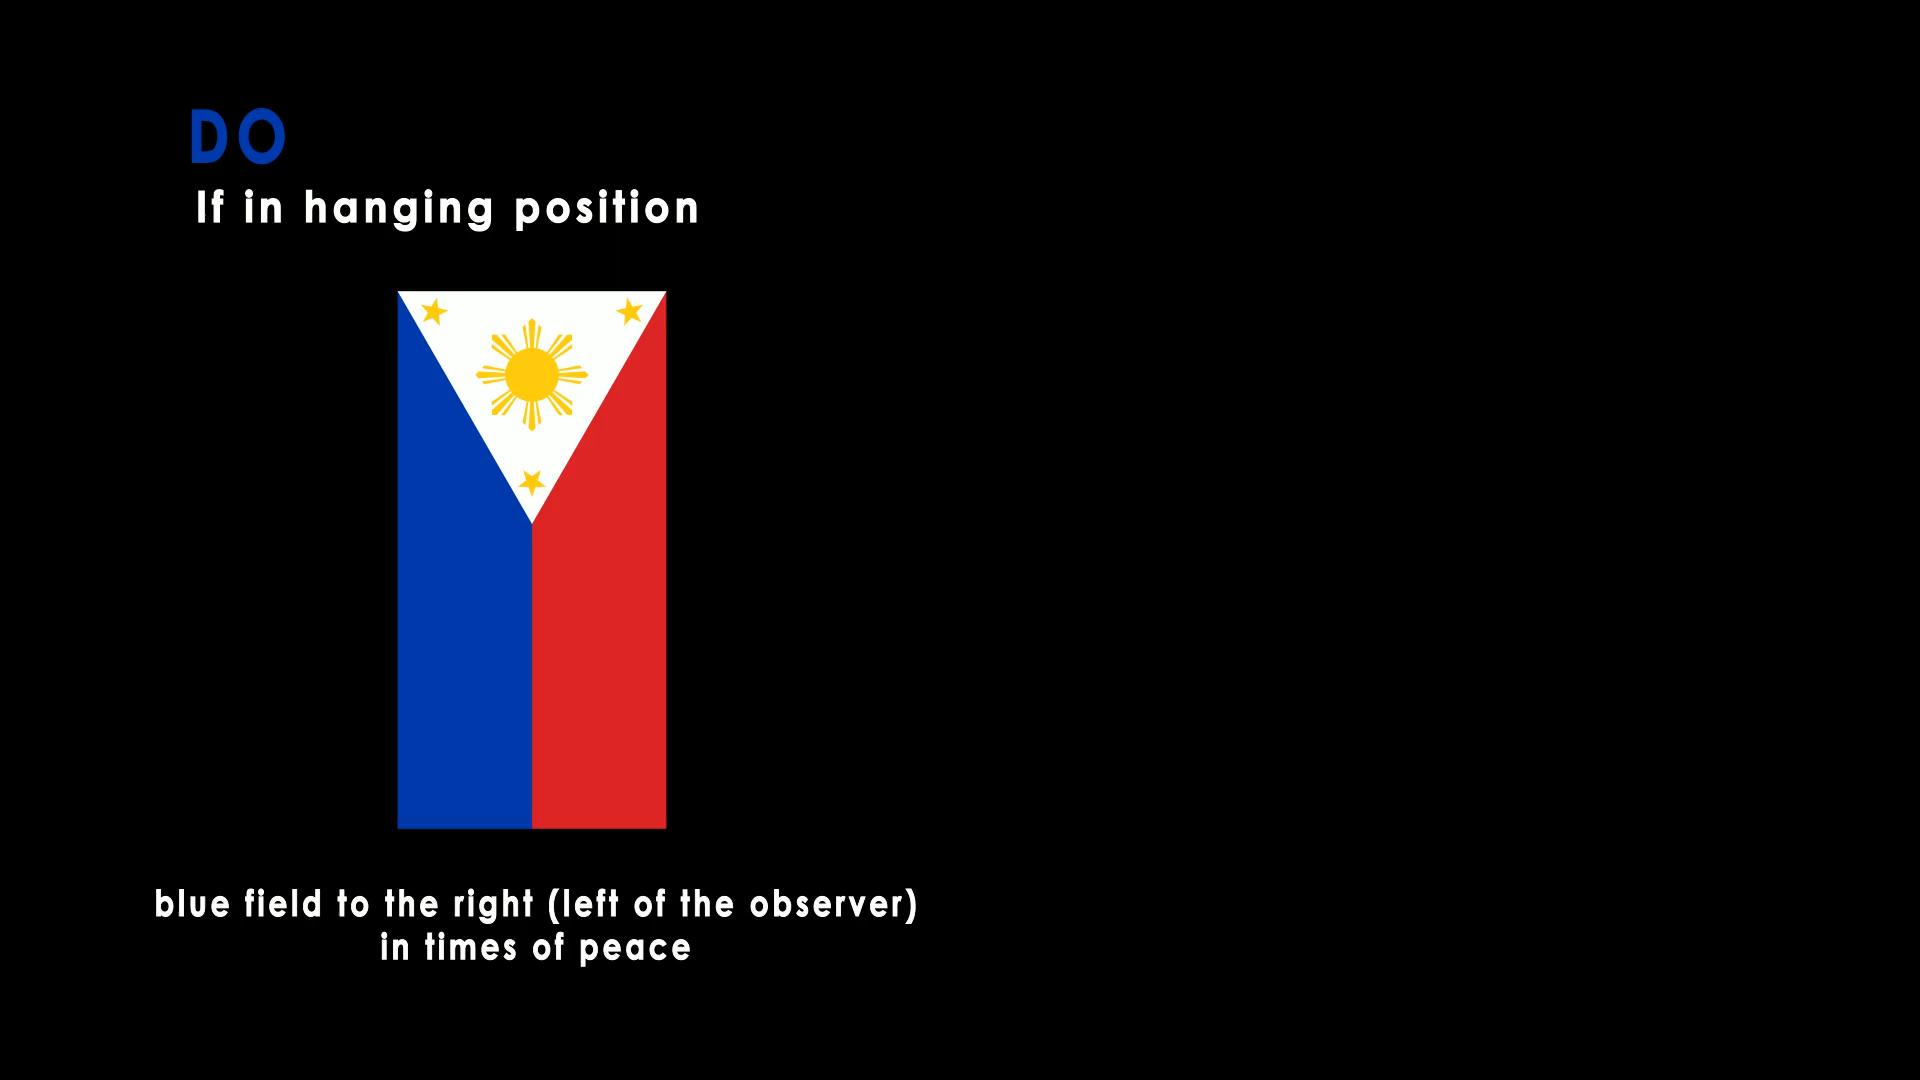 DO
If in hanging position
blue field to the right (left of the observer)
in times of peace